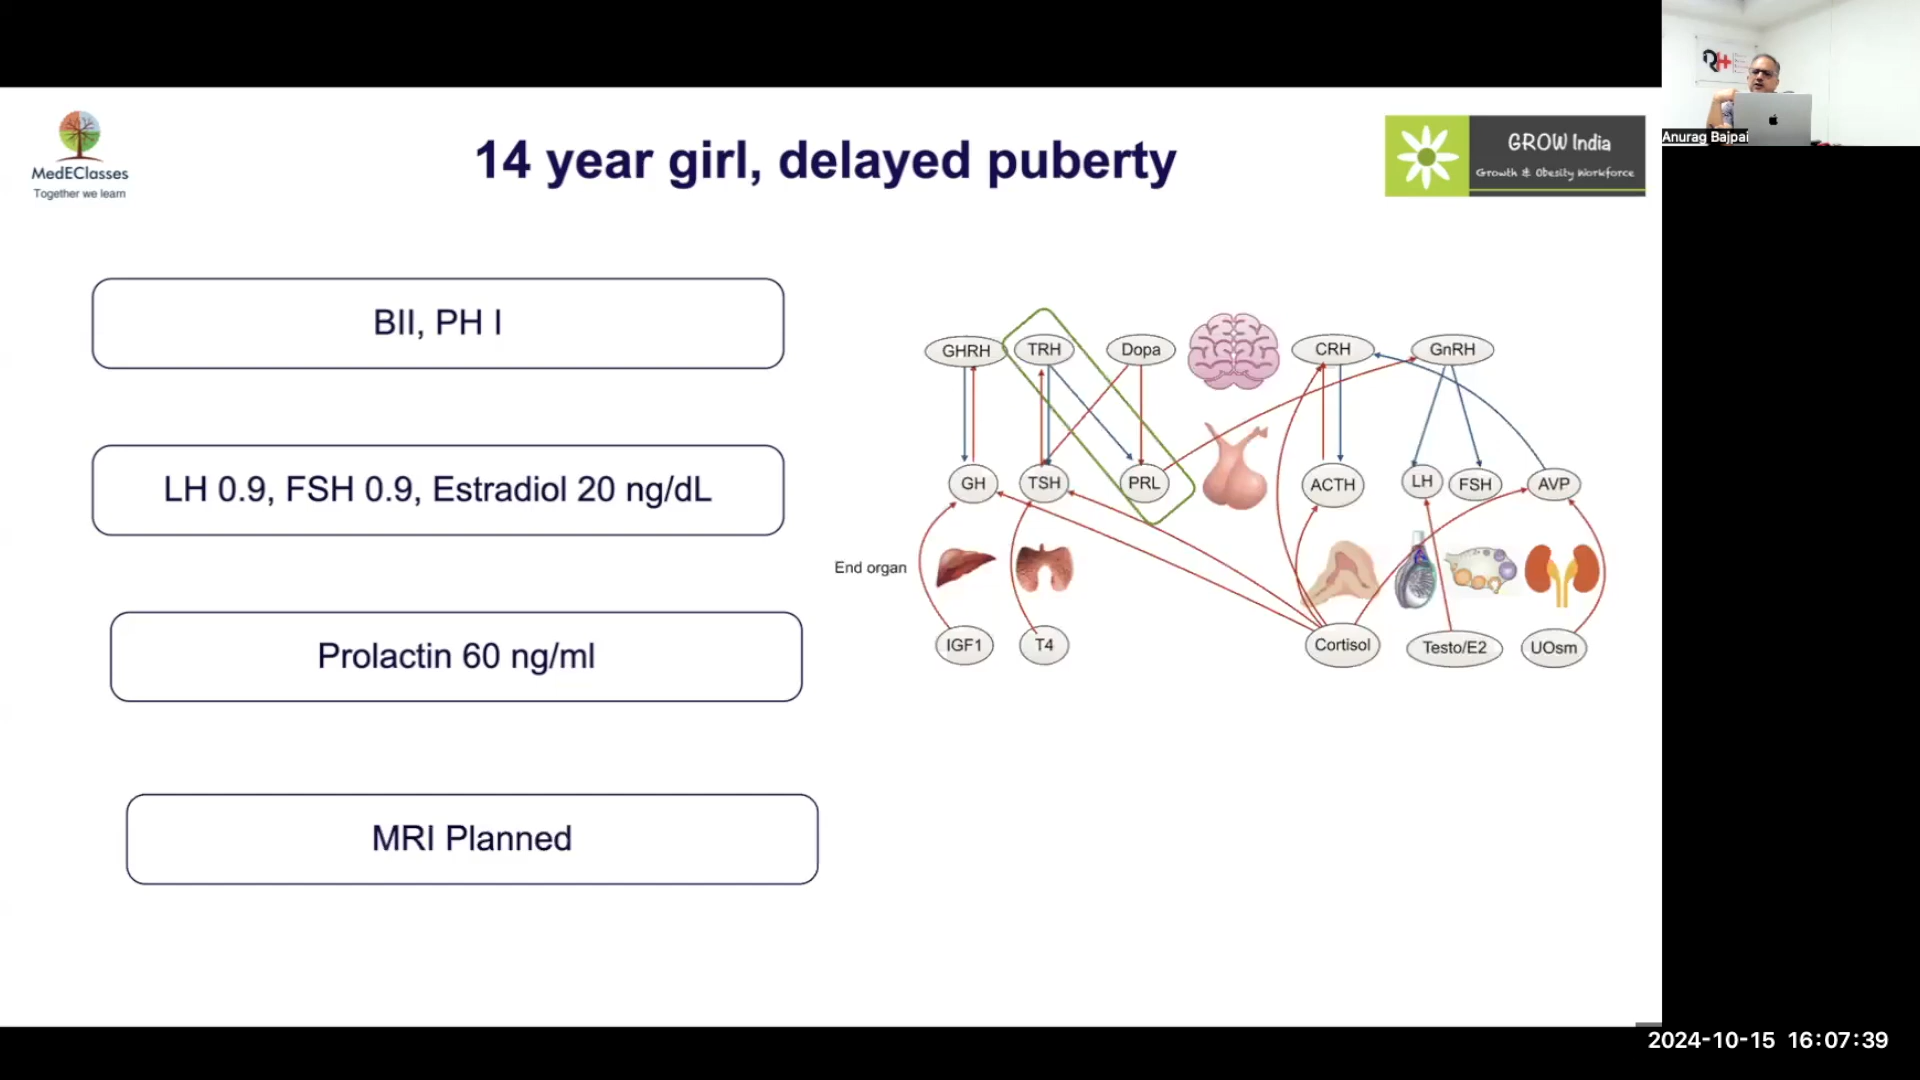 MedEClasses
Together we learn
14 year girl, delayed puberty
GROW India
Growth & Obesity Workforce
Anurag Bajpai
BII, PH I
LH 0.9, FSH 0.9, Estradiol 20 ng/dL
Prolactin 60 ng/ml
MRI Planned
GHRH TRH Dopa CRH GnRH
GH TSH PRL ACTH LH FSH AVP
End organ
IGF1 T4 Cortisol Testo/E2 UOsm
2024-10-15 16:07:39